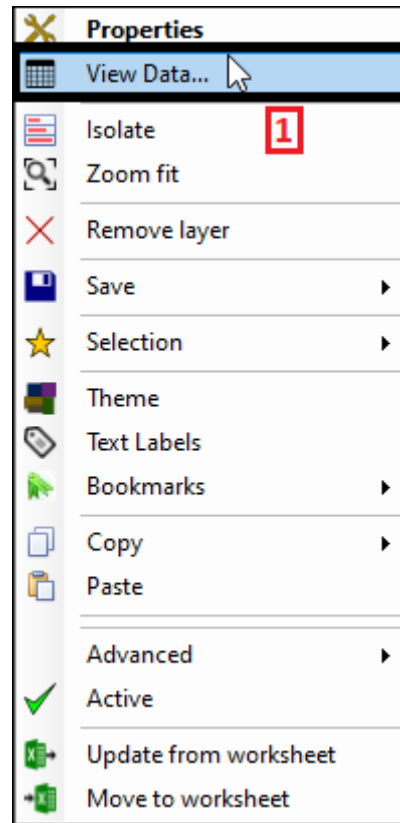 Properties
View Data...
Isolate
1
Zoom fit
Remove layer
Save
Selection
Theme
Text Labels
Bookmarks
Copy
Paste
Advanced
Active
Update from worksheet
Move to worksheet